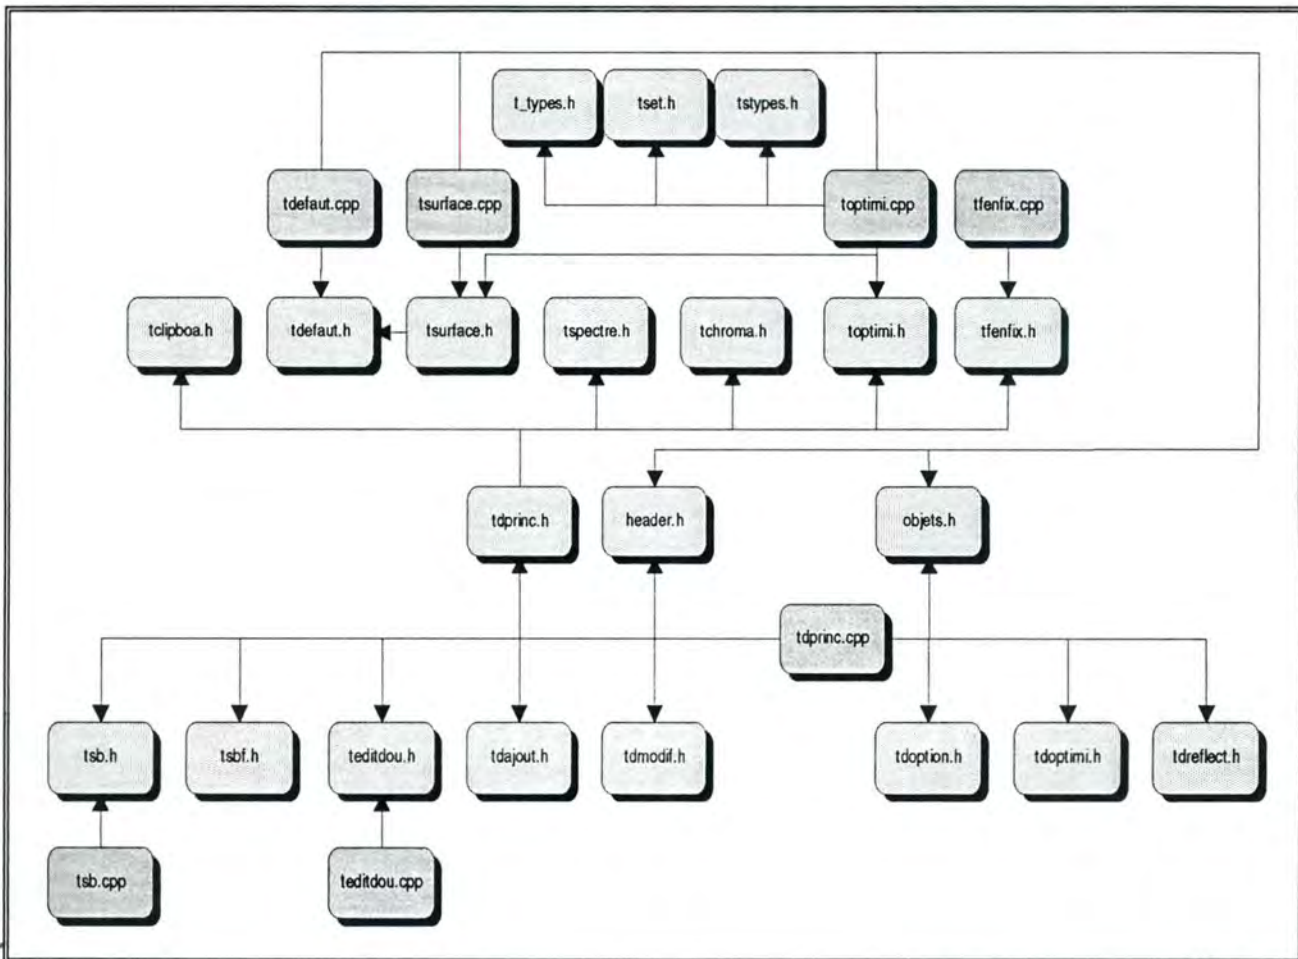 t_types.h
tset.h
tstypes.h
tdefaut.cpp
tsurface.cpp
toptimi.cpp
tfenfix.cpp
tclipboa.h
tdefaut.h
tsurface.h
tspectre.h
tchroma.h
toptimi.h
tfenfix.h
tdprinc.h
header.h
objets.h
tdprinc.cpp
tsb.h
tsbf.h
teditdou.h
tdajout.h
tdmodif.h
tdoption.h
tdoptimi.h
tdreflect.h
tsb.cpp
teditdou.cpp